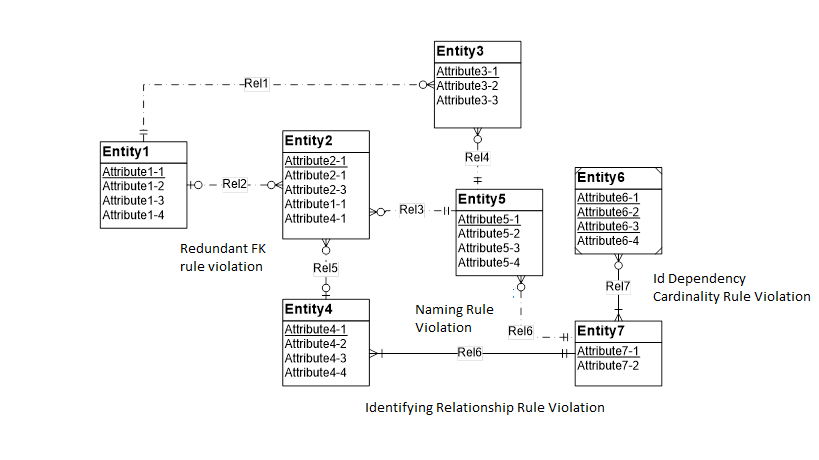 Entity3
Attribute3-1
Attribute3-2
Attribute3-3
Rel1
Entity1
Attribute1-1
Attribute1-2
Attribute1-3
Attribute1-4
Rel2
Entity2
Attribute2-1
Attribute2-1
Attribute2-3
Attribute1-1
Attribute4-1
Rel4
Rel3
Entity5
Attribute5-1
Attribute5-2
Attribute5-3
Attribute5-4
Entity6
Attribute6-1
Attribute6-2
Attribute6-3
Attribute6-4
Redundant FK
rule violation
Rel5
Id Dependency
Cardinality Rule Violation
Rel7
Entity4
Attribute4-1
Attribute4-2
Attribute4-3
Attribute4-4
Naming Rule
Violation
Rel6
Entity7
Attribute7-1
Attribute7-2
Rel6
Identifying Relationship Rule Violation